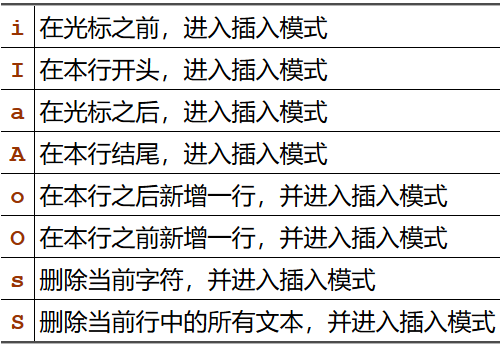 i 在光标之前，进入插入模式
I 在本行开头，进入插入模式
a 在光标之后，进入插入模式
A 在本行结尾，进入插入模式
o 在本行之后新增一行，并进入插入模式
O 在本行之前新增一行，并进入插入模式
s 删除当前字符，并进入插入模式
S 删除当前行中的所有文本，并进入插入模式